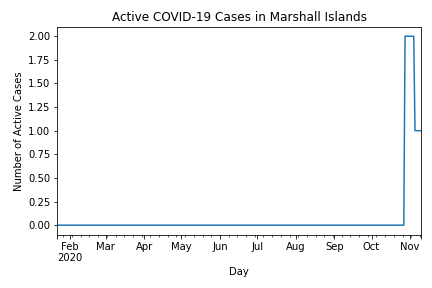 Active COVID-19 Cases in Marshall Islands
Number of Active Cases
2.00
1.75
1.50
1.25
1.00
0.75
0.50
0.25
0.00
Feb Mar Apr May Jun Jul Aug Sep Oct Nov
2020
Day